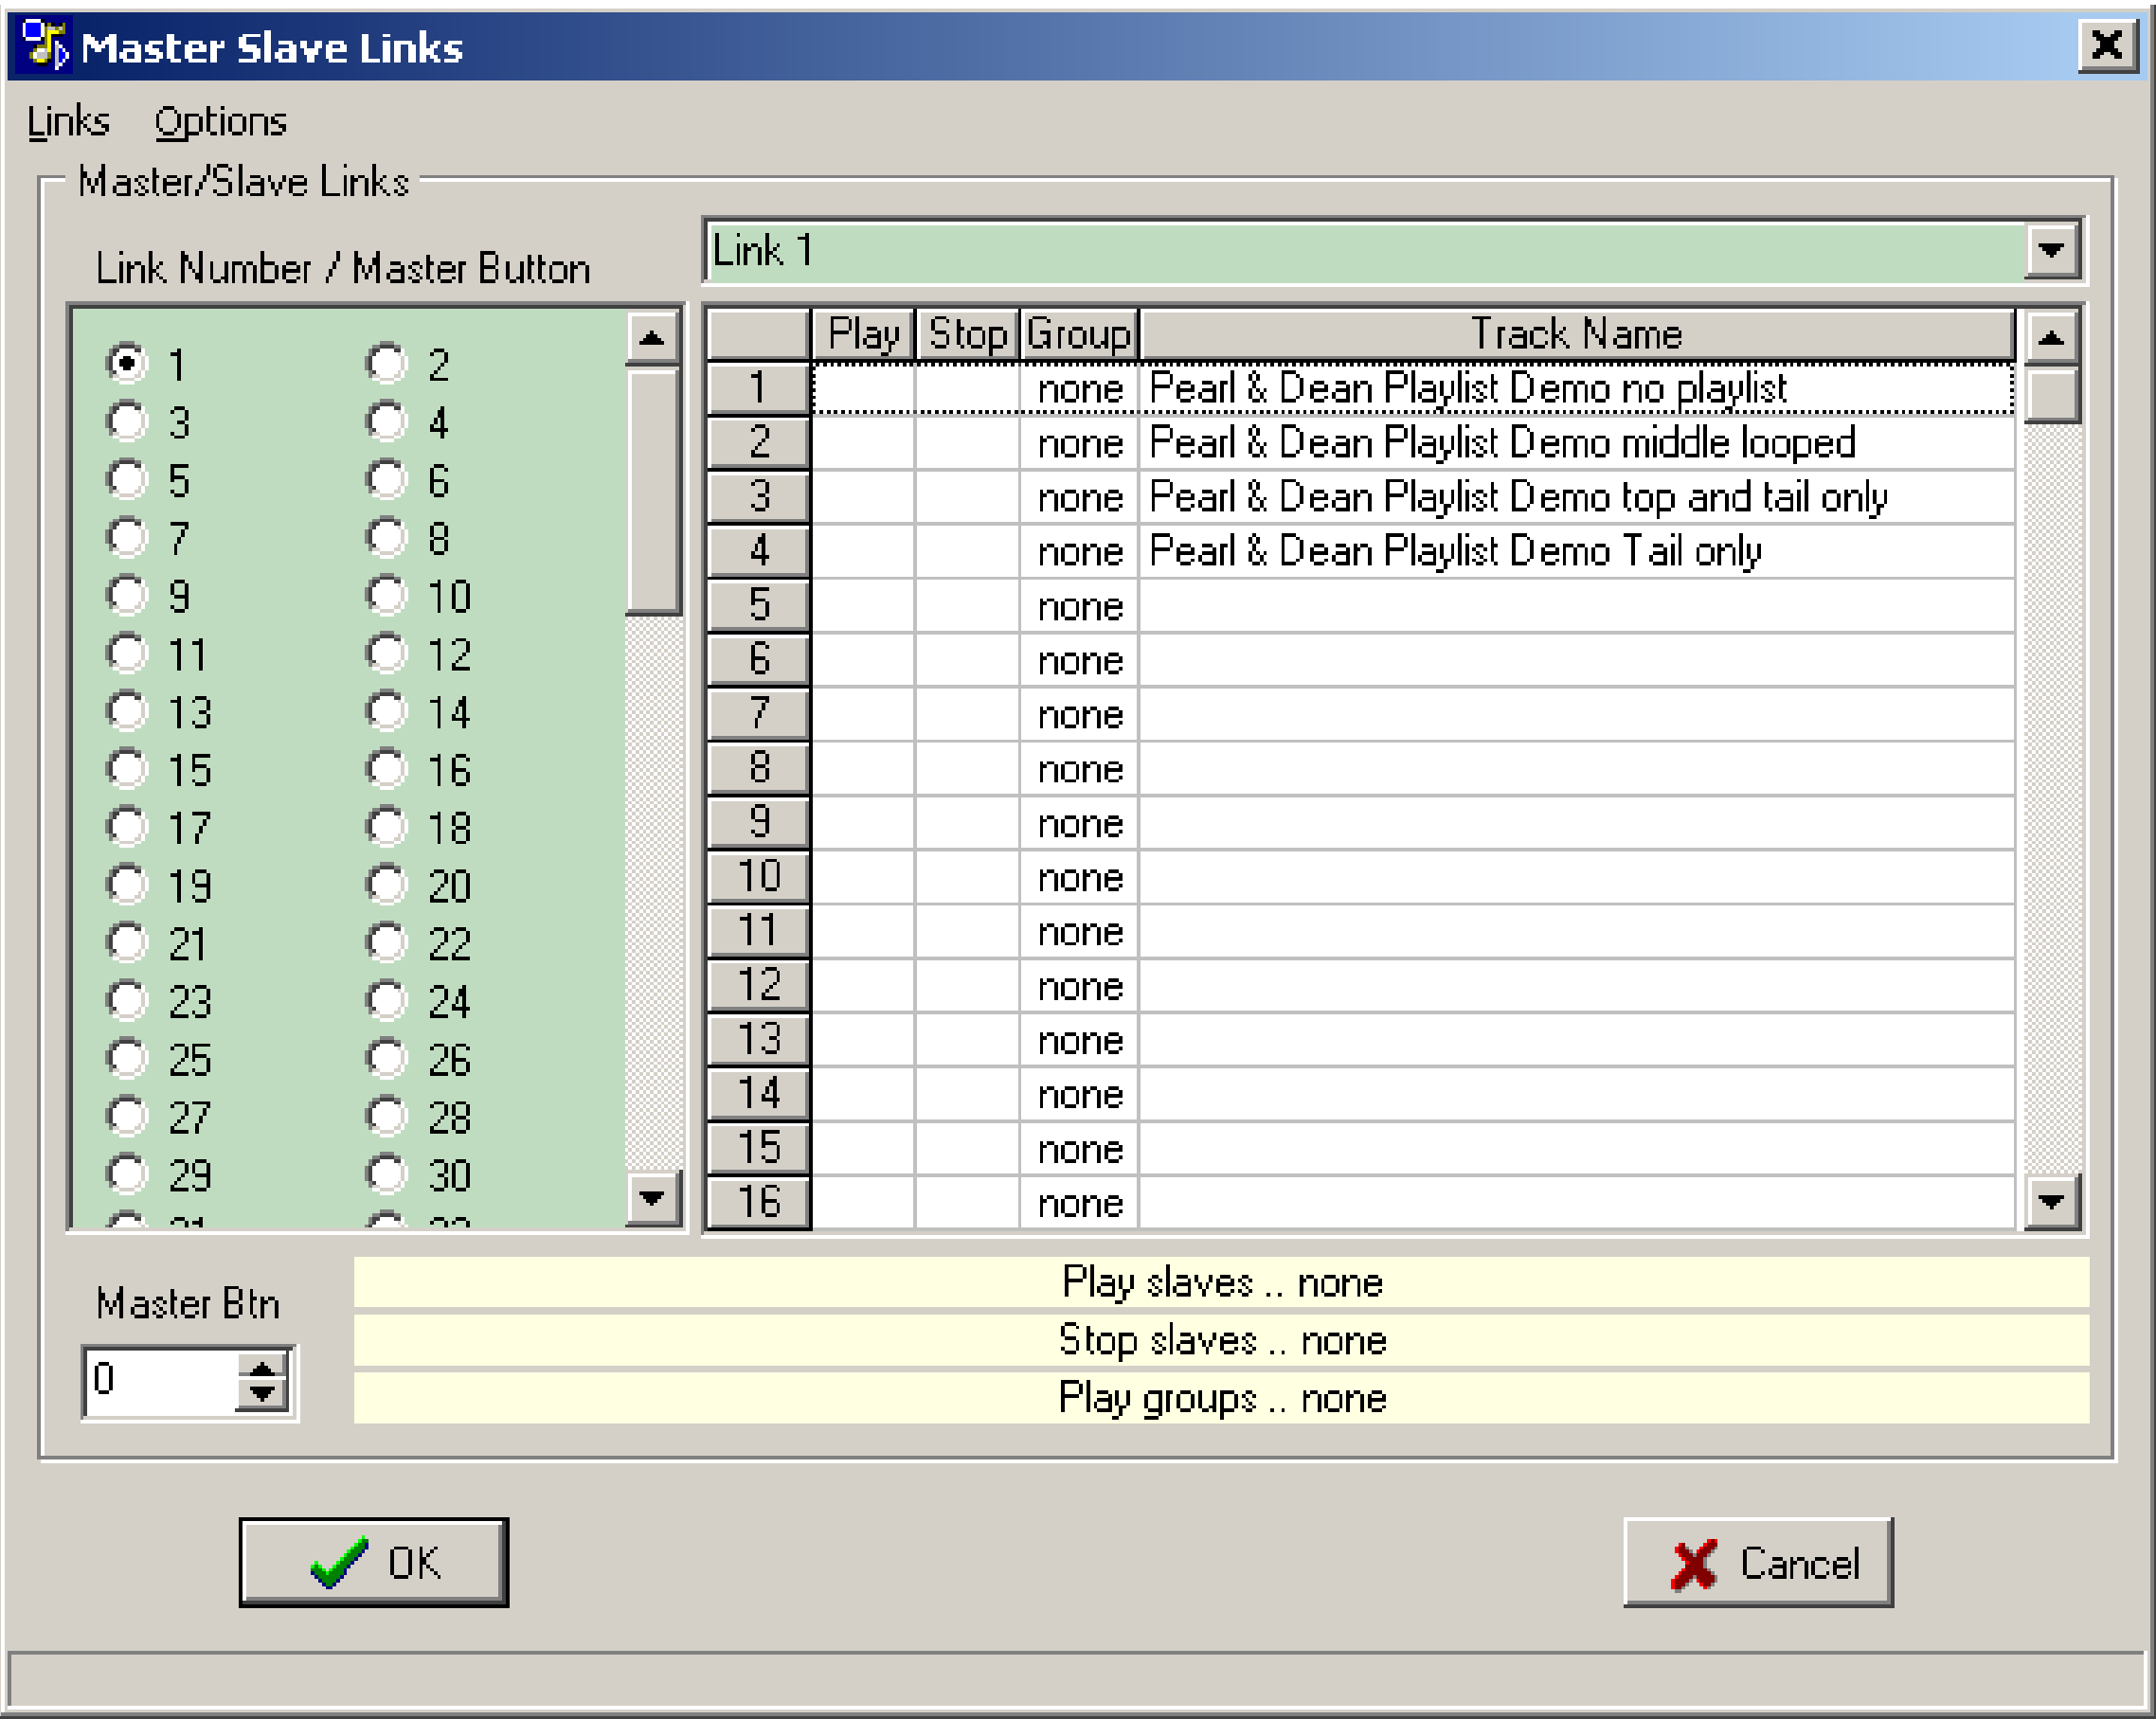 Master Slave Links
Links Options
Master/Slave Links
Link Number / Master Button
Link 1
1 2
3 4
5 6
7 8
9 10
11 12
13 14
15 16
17 18
19 20
21 22
23 24
25 26
27 28
29 30
Play Stop Group Track Name
1 none Pearl & Dean Playlist Demo no playlist
2 none Pearl & Dean Playlist Demo middle looped
3 none Pearl & Dean Playlist Demo top and tail only
4 none Pearl & Dean Playlist Demo Tail only
5 none
6 none
7 none
8 none
9 none
10 none
11 none
12 none
13 none
14 none
15 none
16 none
Master Btn
0
Play slaves .. none
Stop slaves .. none
Play groups .. none
OK
Cancel